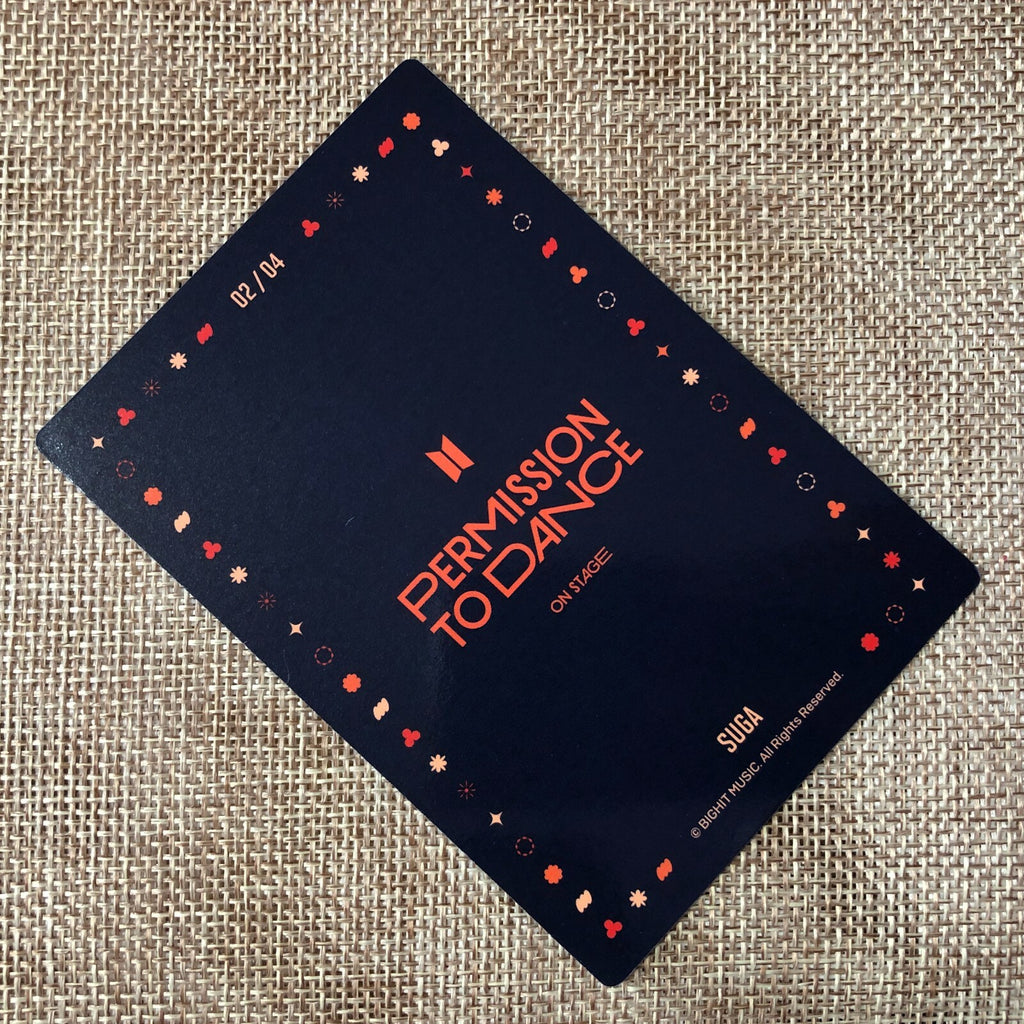 02 / 04
PERMISSION
TO DANCE
ON STAGE
SUGA
© BIGHIT MUSIC. All Rights Reserved.